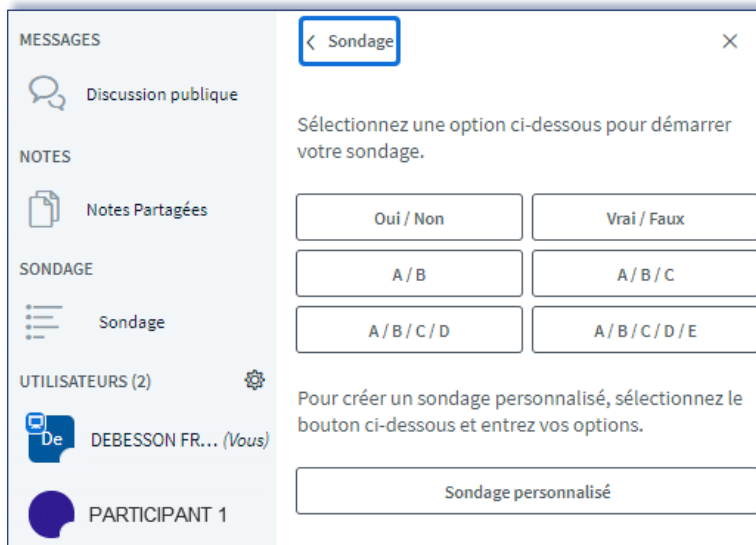 MESSAGES
Discussion publique
NOTES
Notes Partagées
SONDAGE
Sondage
UTILISATEURS (2)
De
DEBESSON FR... (Vous)
PARTICIPANT 1
Sondage
Sélectionnez une option ci-dessous pour démarrer
votre sondage.
Oui / Non
Vrai / Faux
A / B
A / B / C
A / B / C / D
A / B / C / D / E
Pour créer un sondage personnalisé, sélectionnez le
bouton ci-dessous et entrez vos options.
Sondage personnalisé